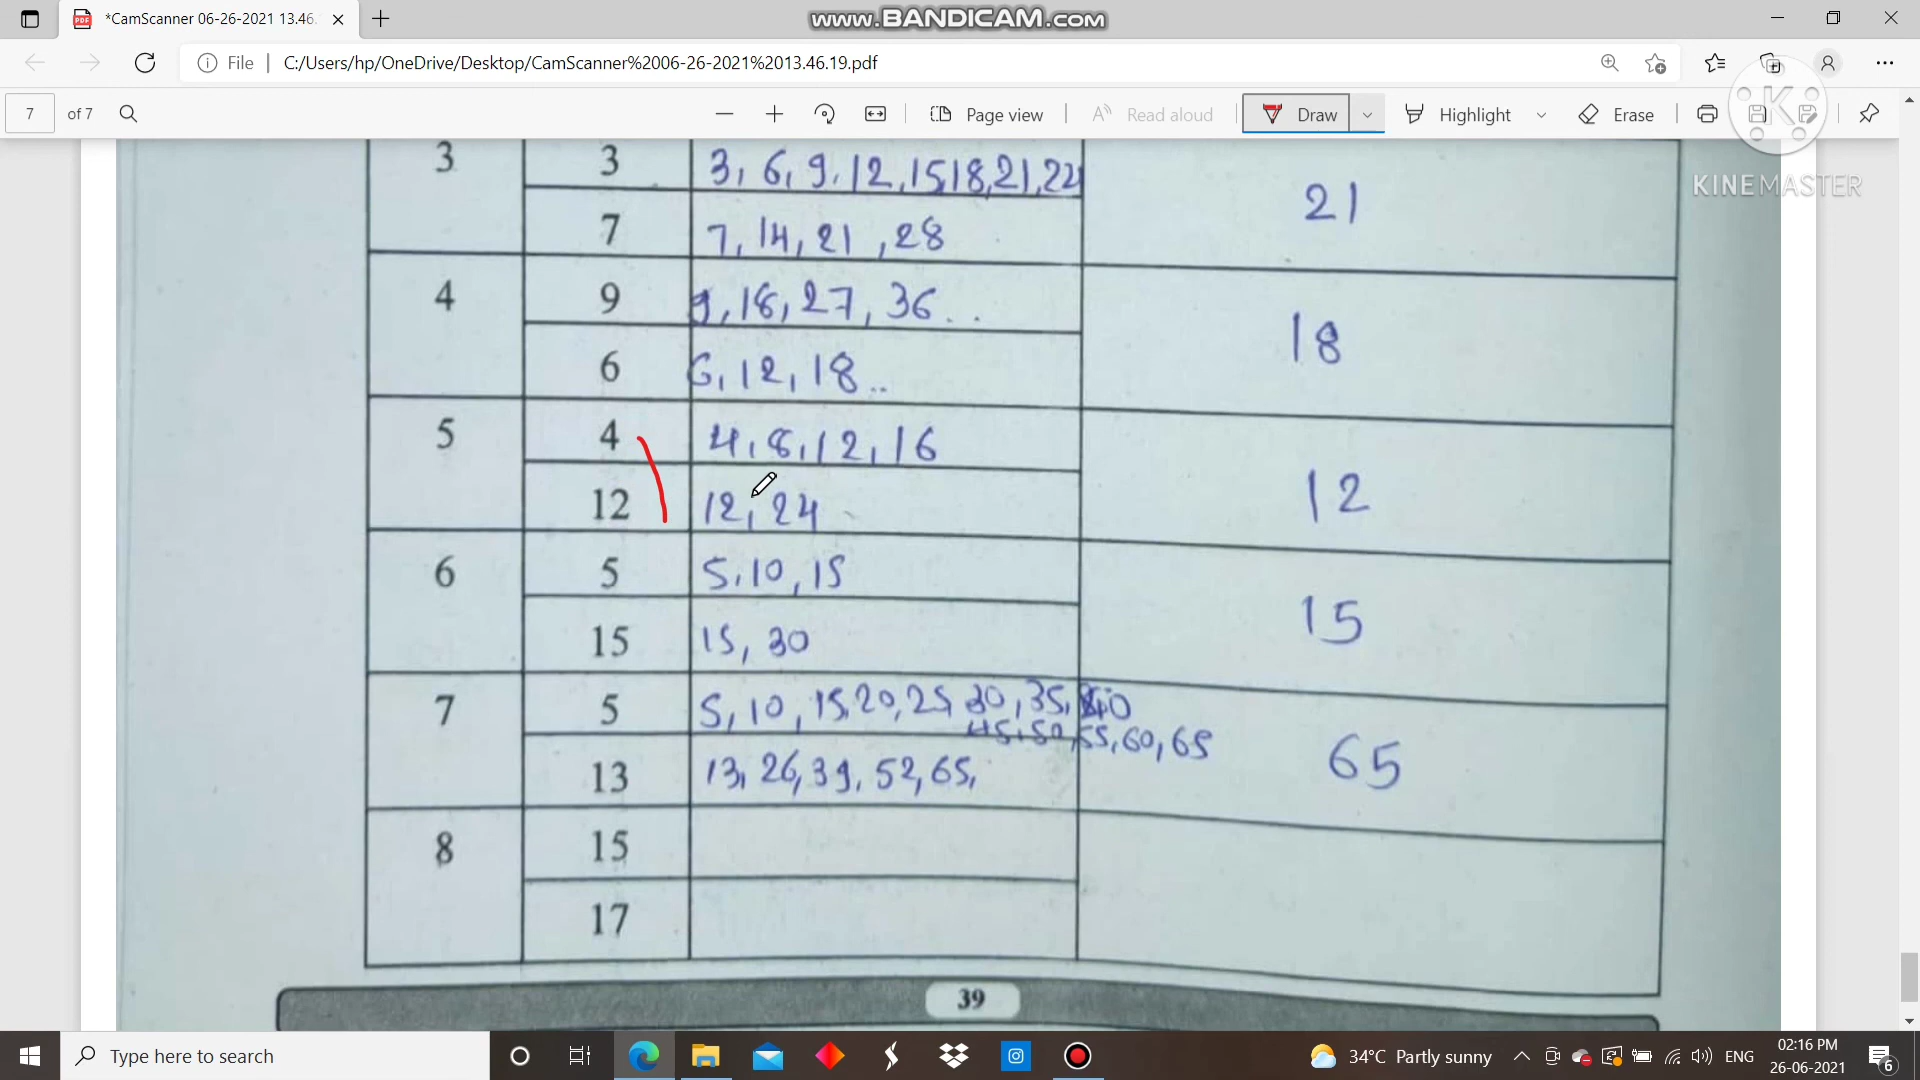 *CamScanner 06-26-2021 13.46.
www.BANDICAM.com
File
C:/Users/hp/OneDrive/Desktop/CamScanner%2006-26-2021%2013.46.19.pdf
7 of 7
Page view
Read aloud
Draw
Highlight
Erase
K
KINEMASTER
3 3 3, 6, 9, 12, 15, 18, 21, 24 21
7 7, 14, 21, 28
4 9 9, 18, 27, 36.. 18
6 6, 12, 18..
5 4 4, 8, 12, 16 12
12 12, 24
6 5 5, 10, 15 15
15 15, 30
7 5 5, 10, 15, 20, 25, 30, 35, 40
45, 50, 55, 60, 65 65
13 13, 26, 39, 52, 65,
8 15
17
39
Type here to search
34°C Partly sunny
ENG
02:16 PM
26-06-2021
6